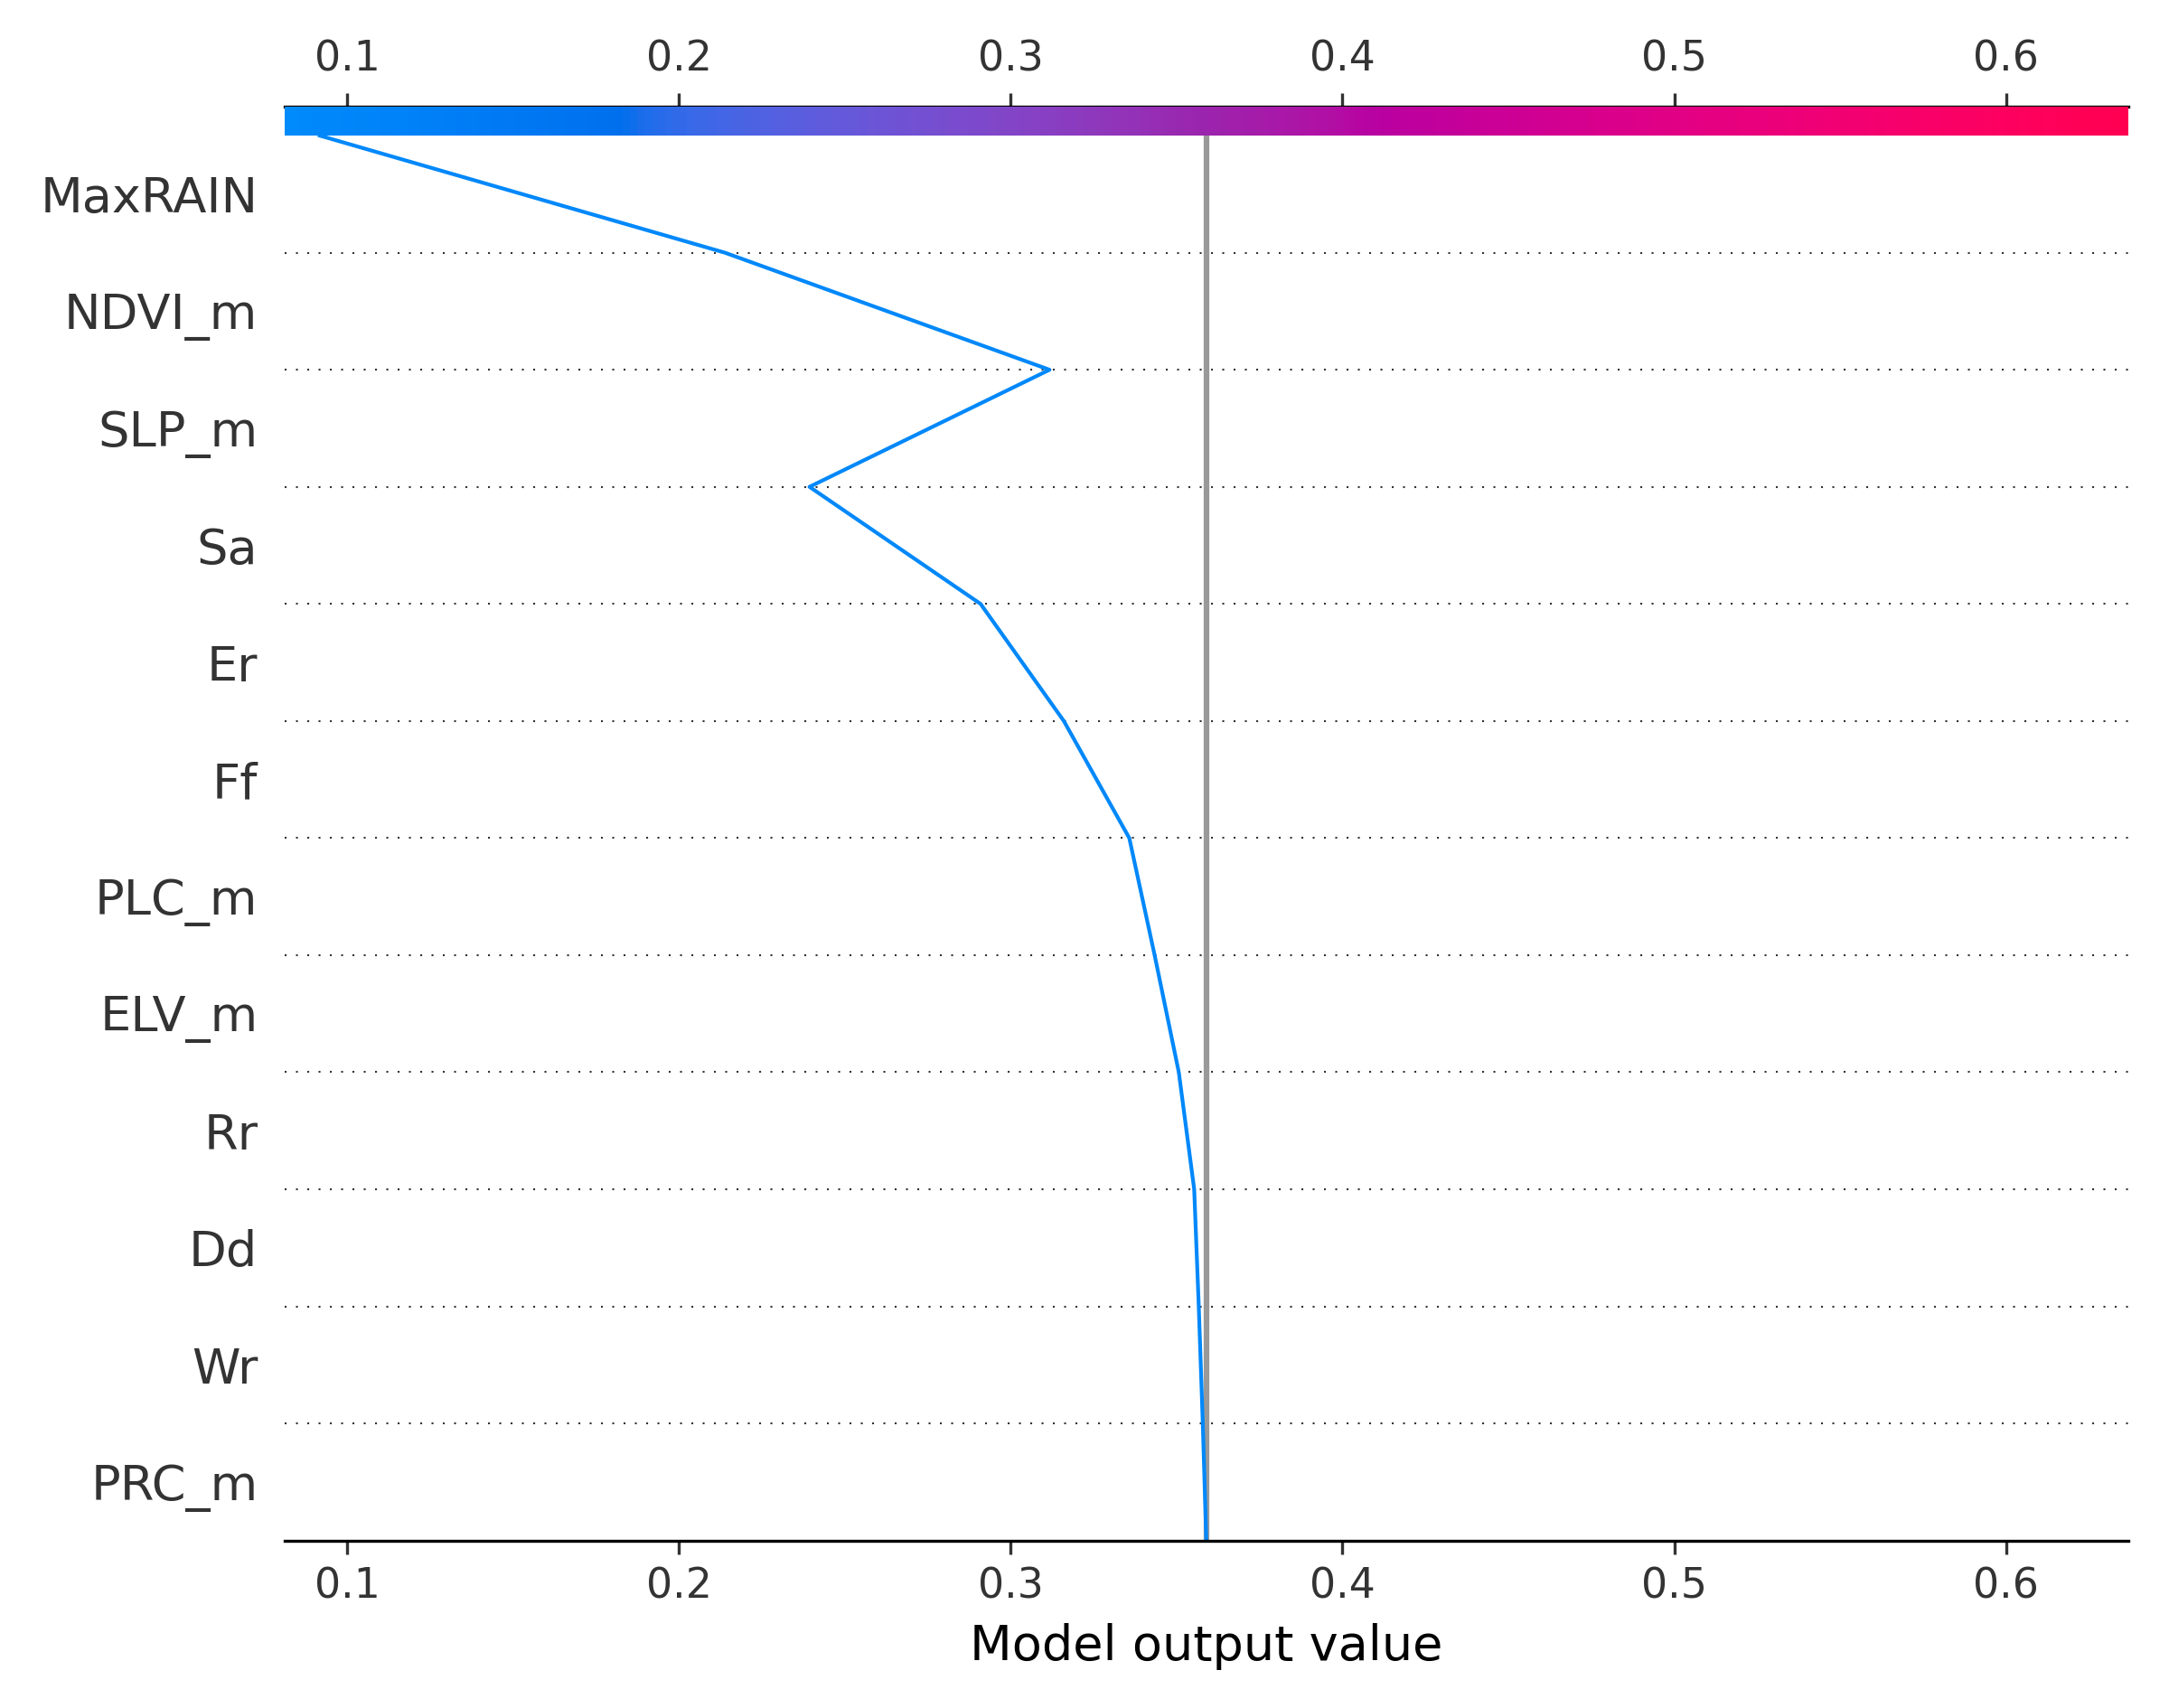 0.1 0.2 0.3 0.4 0.5 0.6
MaxRAIN
NDVI_m
SLP_m
Sa
Er
Ff
PLC_m
ELV_m
Rr
Dd
Wr
PRC_m
0.1 0.2 0.3 0.4 0.5 0.6
Model output value